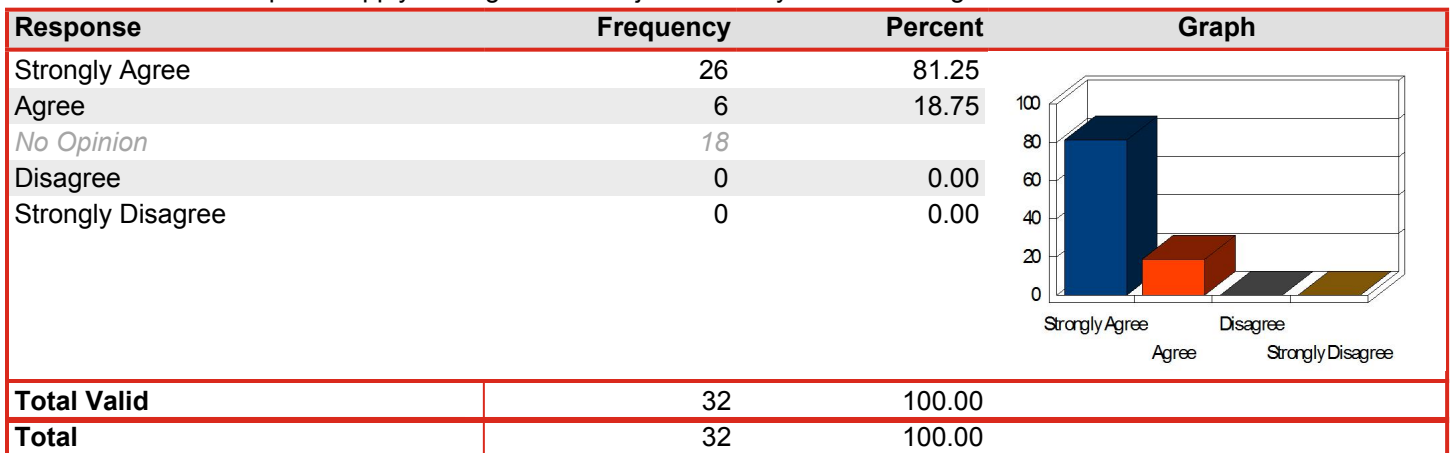 Response Frequency Percent Graph
Strongly Agree 26 81.25
Agree 6 18.75
No Opinion 18
Disagree 0 0.00
Strongly Disagree 0 0.00
100
80
60
40
20
0
Strongly Agree Disagree
Agree Strongly Disagree
Total Valid 32 100.00
Total 32 100.00